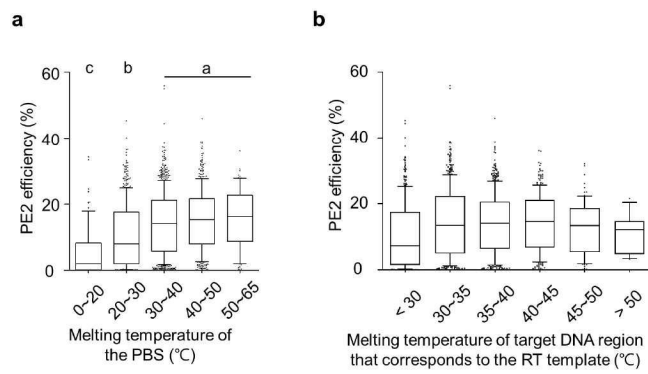 a
c
b
a
60
40
20
0
PE2 efficiency (%)
0~20
20~30
30~40
40~50
50~65
Melting temperature of
the PBS (℃)
b
60
40
20
0
PE2 efficiency (%)
< 30
30~35
35~40
40~45
45~50
> 50
Melting temperature of target DNA region
that corresponds to the RT template (℃)